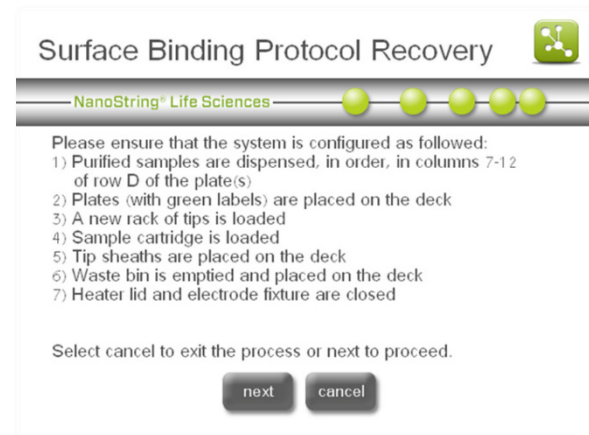 Surface Binding Protocol Recovery
NanoString® Life Sciences
Please ensure that the system is configured as followed:
1) Purified samples are dispensed, in order, in columns 7-12
of row D of the plate(s)
2) Plates (with green labels) are placed on the deck
3) A new rack of tips is loaded
4) Sample cartridge is loaded
5) Tip sheaths are placed on the deck
6) Waste bin is emptied and placed on the deck
7) Heater lid and electrode fixture are closed
Select cancel to exit the process or next to proceed.
next
cancel